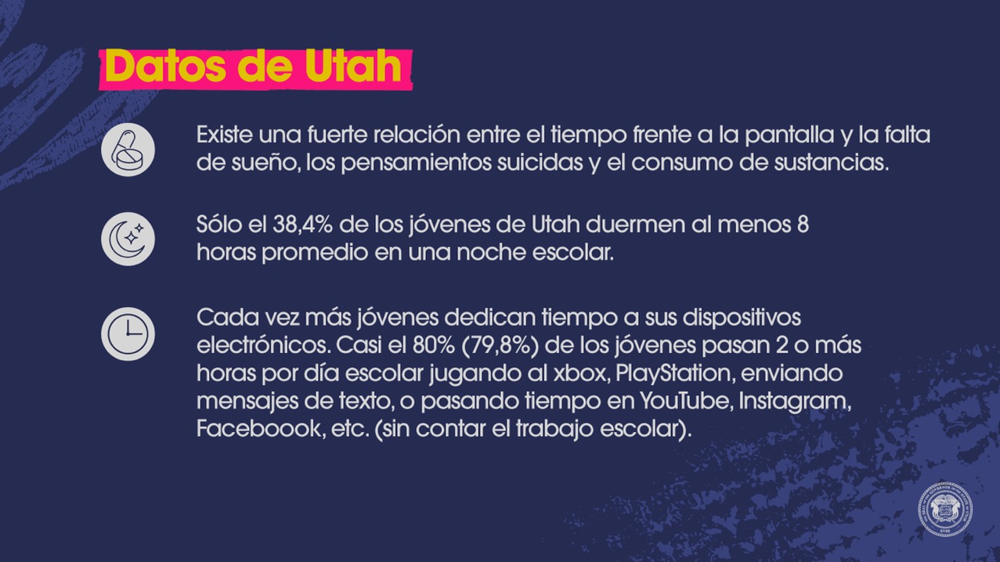 Datos de Utah
Existe una fuerte relación entre el tiempo frente a la pantalla y la falta
de sueño, los pensamientos suicidas y el consumo de sustancias.
Sólo el 38,4% de los jóvenes de Utah duermen al menos 8
horas promedio en una noche escolar.
Cada vez más jóvenes dedican tiempo a sus dispositivos
electrónicos. Casi el 80% (79,8%) de los jóvenes pasan 2 o más
horas por día escolar jugando al xbox, PlayStation, enviando
mensajes de texto, o pasando tiempo en YouTube, Instagram,
Faceboook, etc. (sin contar el trabajo escolar).
XVIII